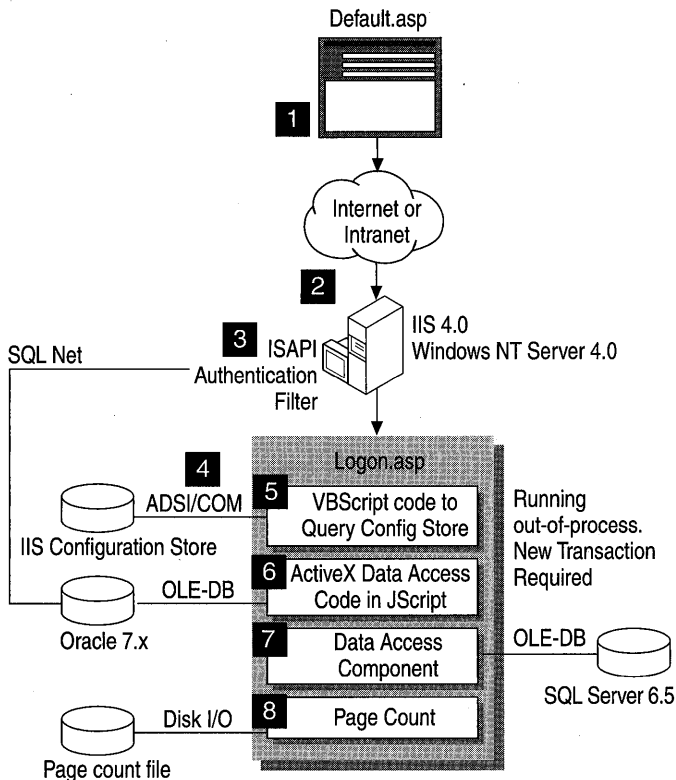 Default.asp
1
Internet or
Intranet
2
IIS 4.0
Windows NT Server 4.0
3
ISAPI
Authentication
Filter
SQL Net
Logon.asp
4
ADSI/COM
IIS Configuration Store
5
VBScript code to
Query Config Store
Running
out-of-process.
New Transaction
Required
6
ActiveX Data Access
Code in JScript
OLE-DB
Oracle 7.x
7
Data Access
Component
OLE-DB
SQL Server 6.5
8
Page Count
Disk I/O
Page count file